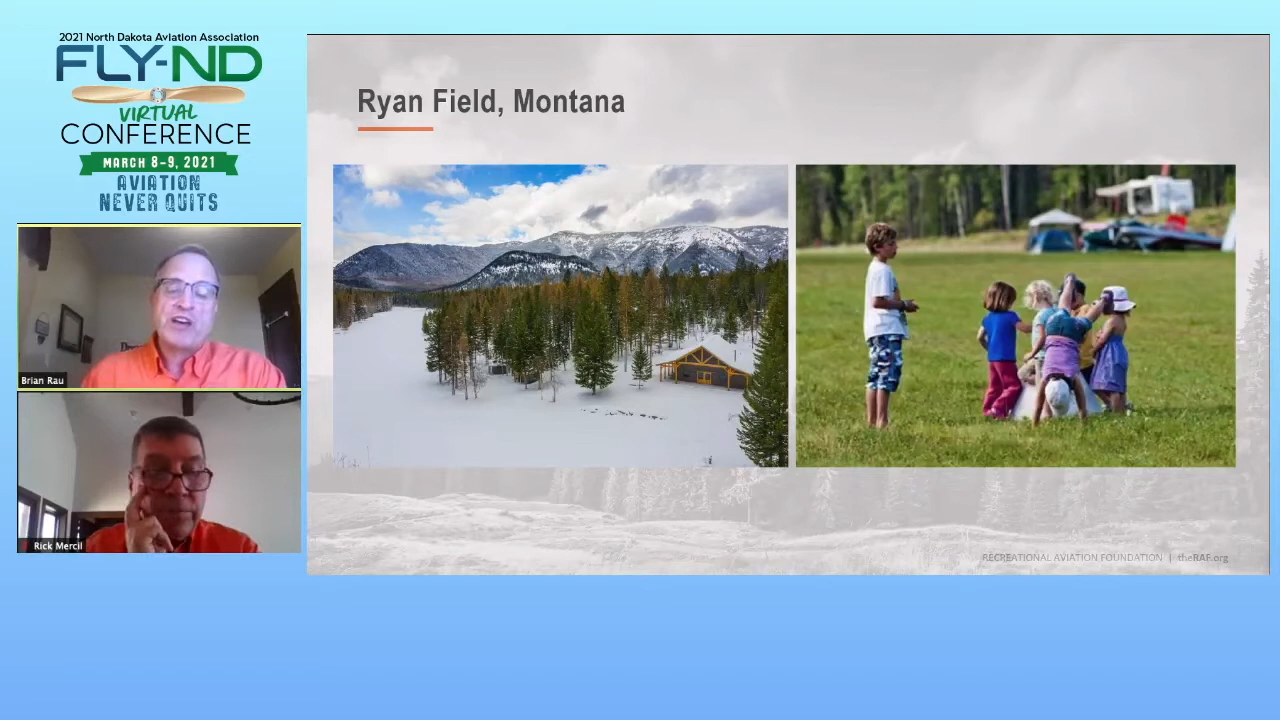 2021 North Dakota Aviation Association
FLY-ND
VIRTUAL
CONFERENCE
MARCH 8-9, 2021
AVIATION
NEVER QUITS
Brian Rau
Rick Mercil
Ryan Field, Montana
RECREATIONAL AVIATION FOUNDATION | theRAF.org